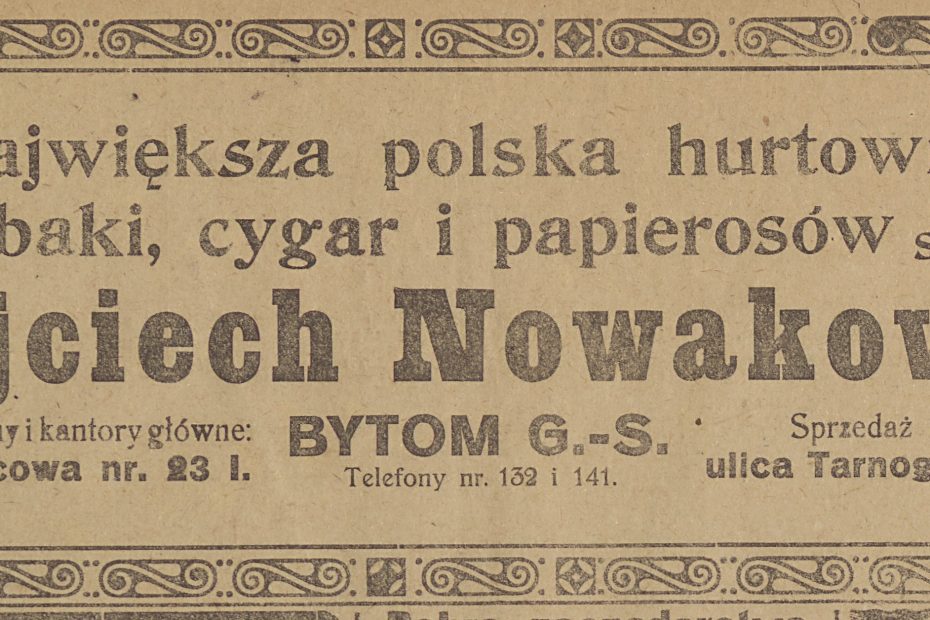 ajwiększa polska hurtown
baki, cygar i papierosów s
jciech Nowakow
y i kantory główne: BYTOM G.-S. Sprzedaż
cowa nr. 23 I. Telefony nr. 132 i 141. ulica Tarnog